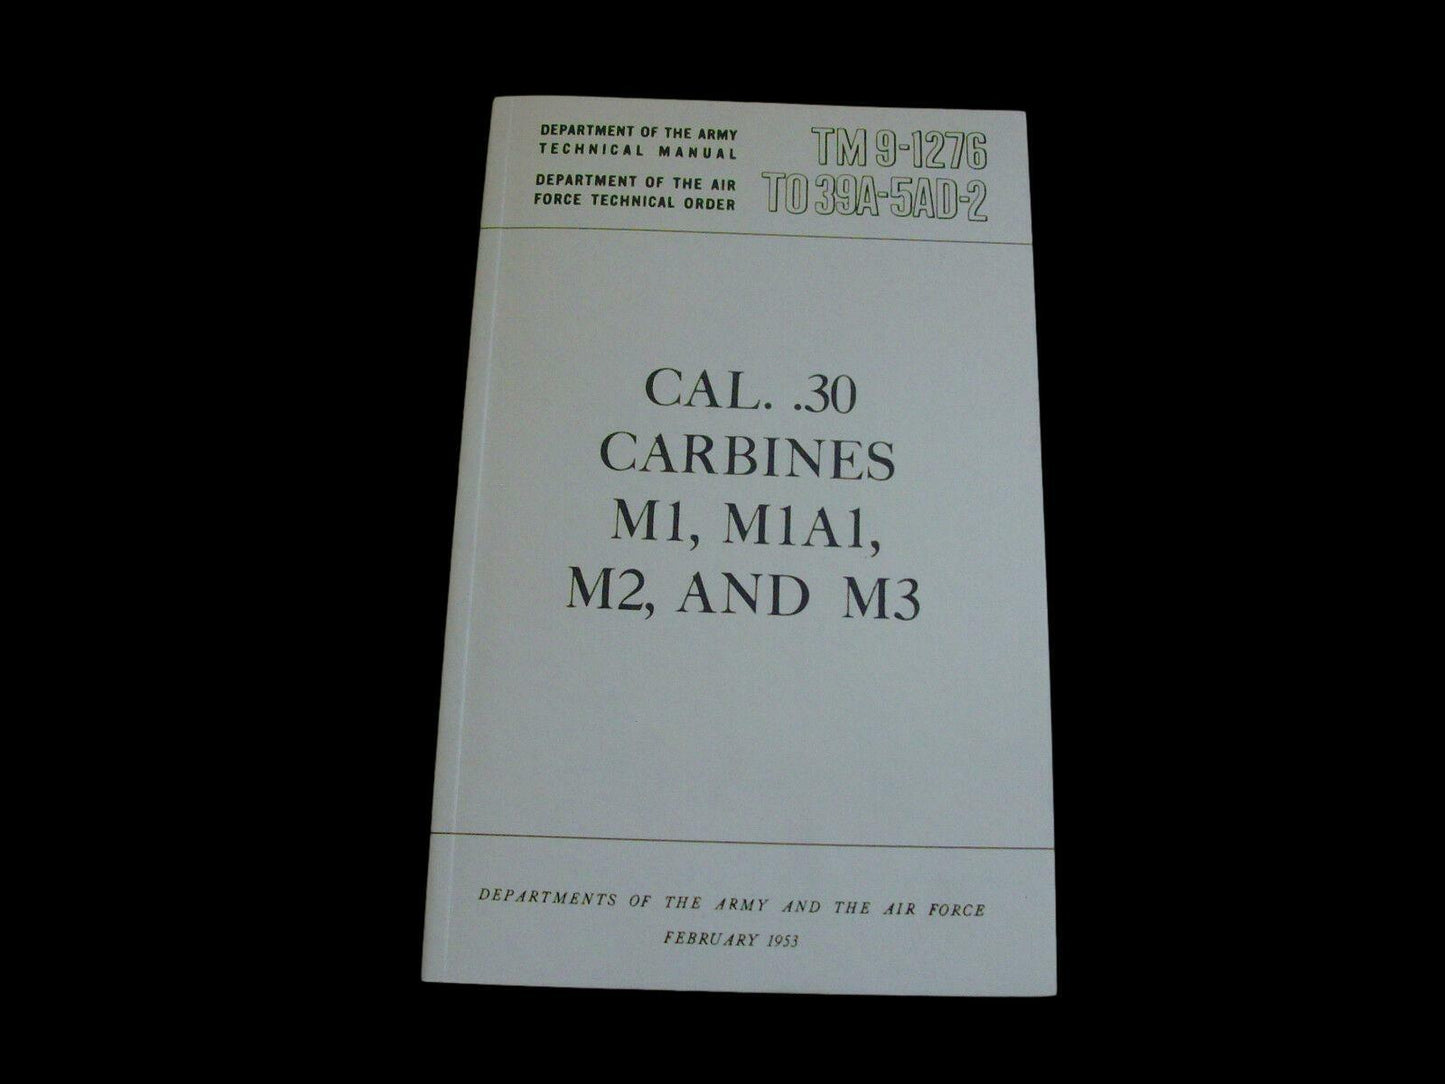 DEPARTMENT OF THE ARMY
TECHNICAL MANUAL
DEPARTMENT OF THE AIR
FORCE TECHNICAL ORDER
TM 9-1276
TO 39A-5AD-2
CAL. .30
CARBINES
M1, M1A1,
M2, AND M3
DEPARTMENTS OF THE ARMY AND THE AIR FORCE
FEBRUARY 1953